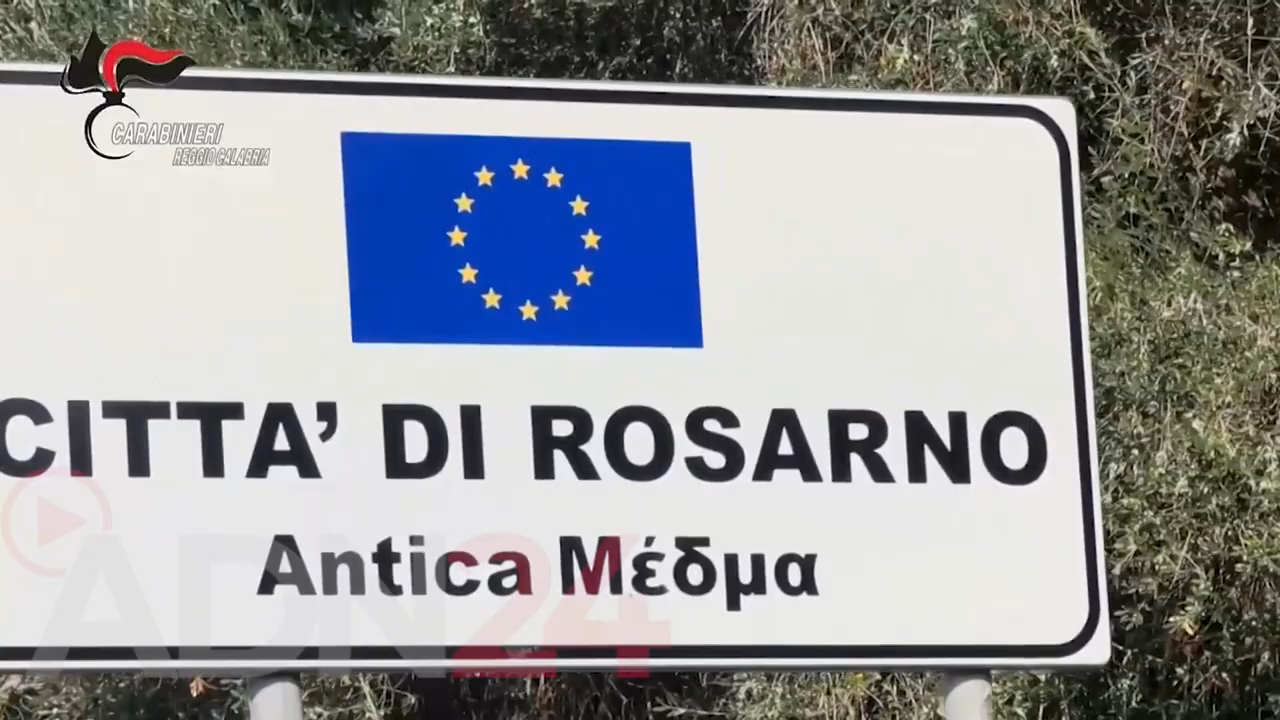 CARABINIERI
REGGIO CALABRIA
CITTA' DI ROSARNO
Antica Μέδμα
ADN24